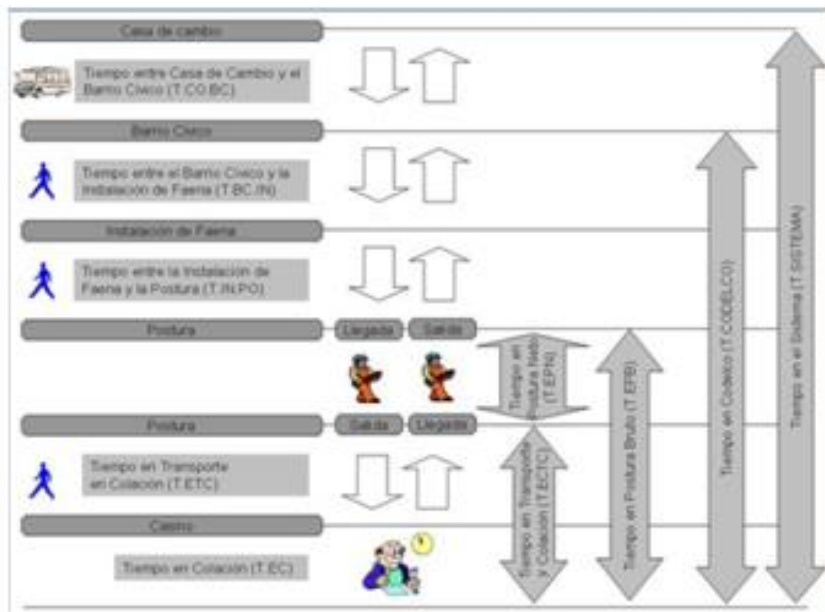 Casa de cambio
Tiempo entre Casa de Cambio y el
Barrio Cívico (T.CO.BC)
Barrio Cívico
Tiempo entre el Barrio Cívico y la
Instalación de Faena (T.BC.IN)
Instalación de Faena
Tiempo entre la Instalación de
Faena y la Postura (T.IN.PO)
Postura
Llegada
Salida
Postura
Salida
Llegada
Tiempo en Transporte
en Colación (T.ETC)
Casino
Tiempo en Colación (T.EC)
Tiempo en
Postura Neto
(T.EPN)
Tiempo en Transporte
y Colación (T.ECTC)
Tiempo en Postura Bruto (T.EPB)
Tiempo en Codelco (T.CODELCO)
Tiempo en el Sistema (T.SISTEMA)